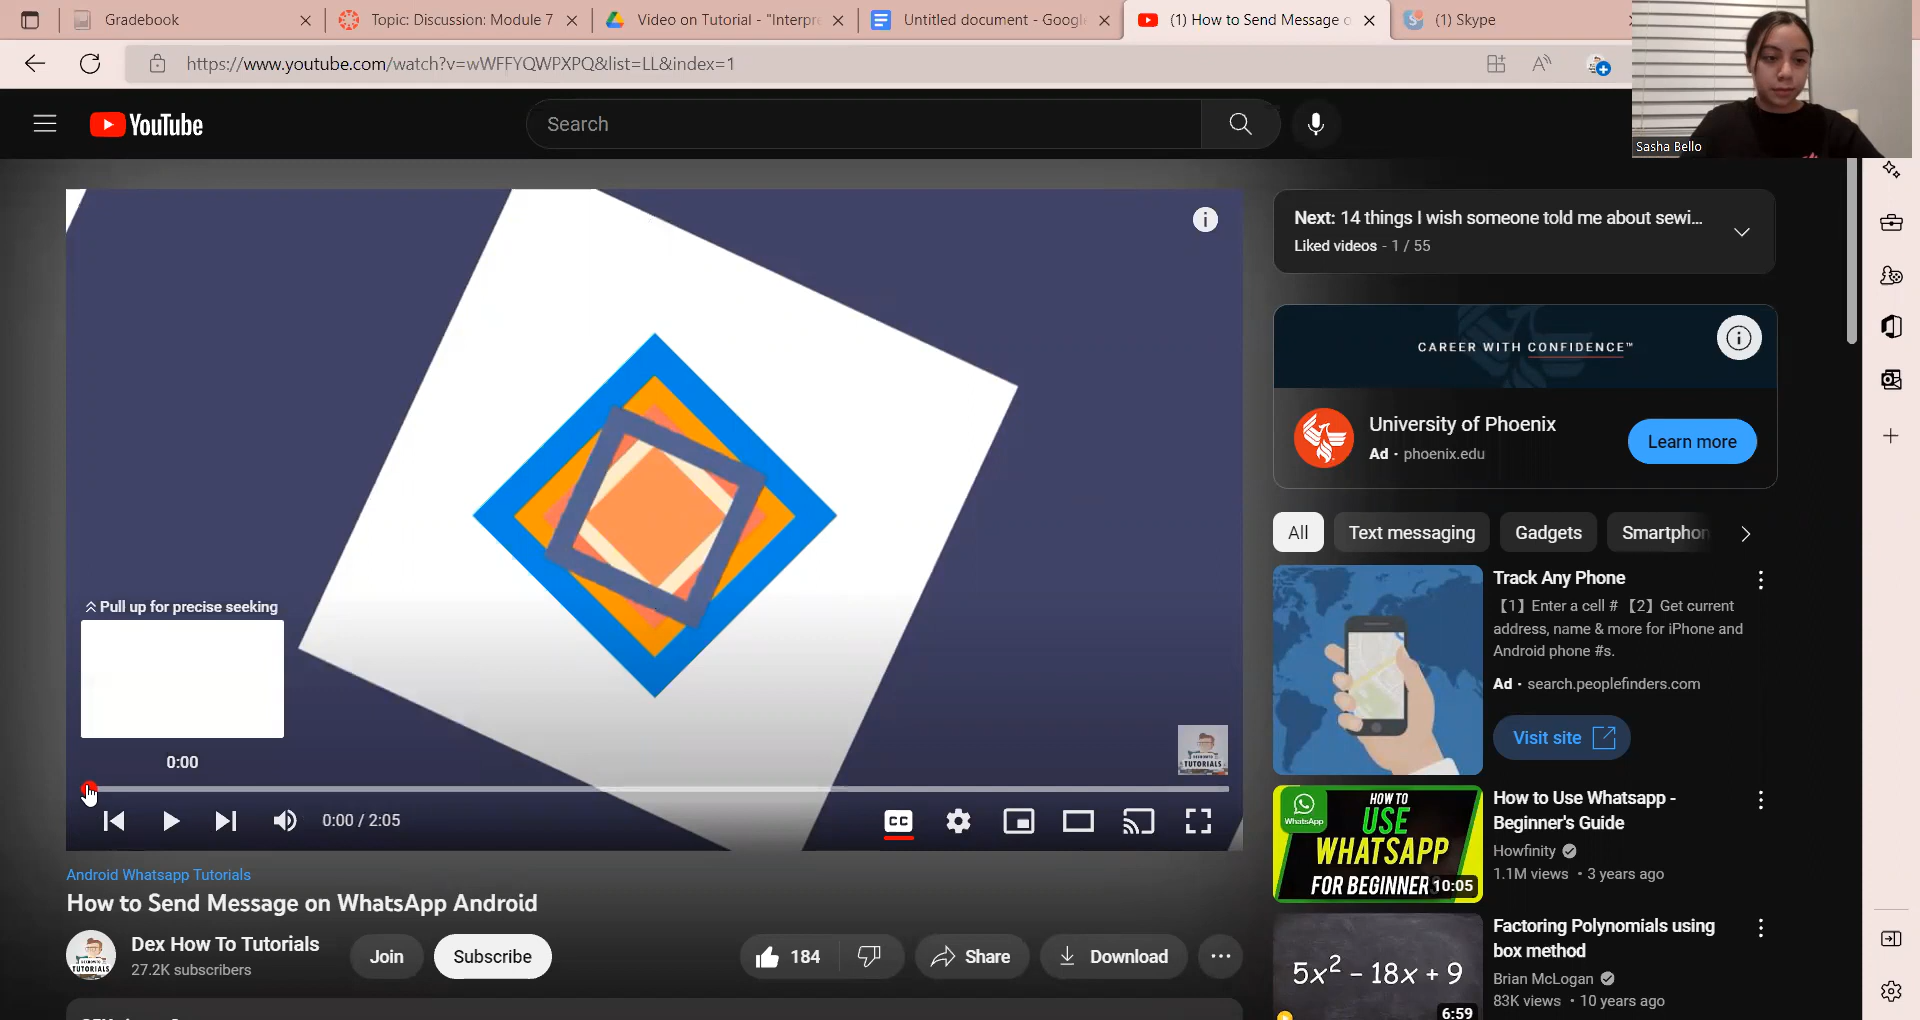 Gradebook
Topic: Discussion: Module 7
Video on Tutorial - "Interpre
Untitled document - Google
(1) How to Send Message o
(1) Skype
https://www.youtube.com/watch?v=wWFFYQWPXPQ&list=LL&index=1
YouTube
Search
Sasha Bello
Next: 14 things I wish someone told me about sewi...
Liked videos - 1 / 55
CAREER WITH CONFIDENCE™
University of Phoenix
Ad · phoenix.edu
Learn more
All
Text messaging
Gadgets
Smartphon
Pull up for precise seeking
0:00
TUTORIALS
0:00 / 2:05
CC
Track Any Phone
【1】Enter a cell # 【2】Get current
address, name & more for iPhone and
Android phone #s.
Ad · search.peoplefinders.com
Visit site
WhatsApp
HOW TO
USE
WHATSAPP
FOR BEGINNER
10:05
How to Use Whatsapp -
Beginner's Guide
Howfinity
1.1M views · 3 years ago
Android Whatsapp Tutorials
How to Send Message on WhatsApp Android
TUTORIALS
Dex How To Tutorials
27.2K subscribers
Join
Subscribe
184
Share
Download
5x² – 18x + 9
6:59
Factoring Polynomials using
box method
Brian McLogan
83K views · 10 years ago